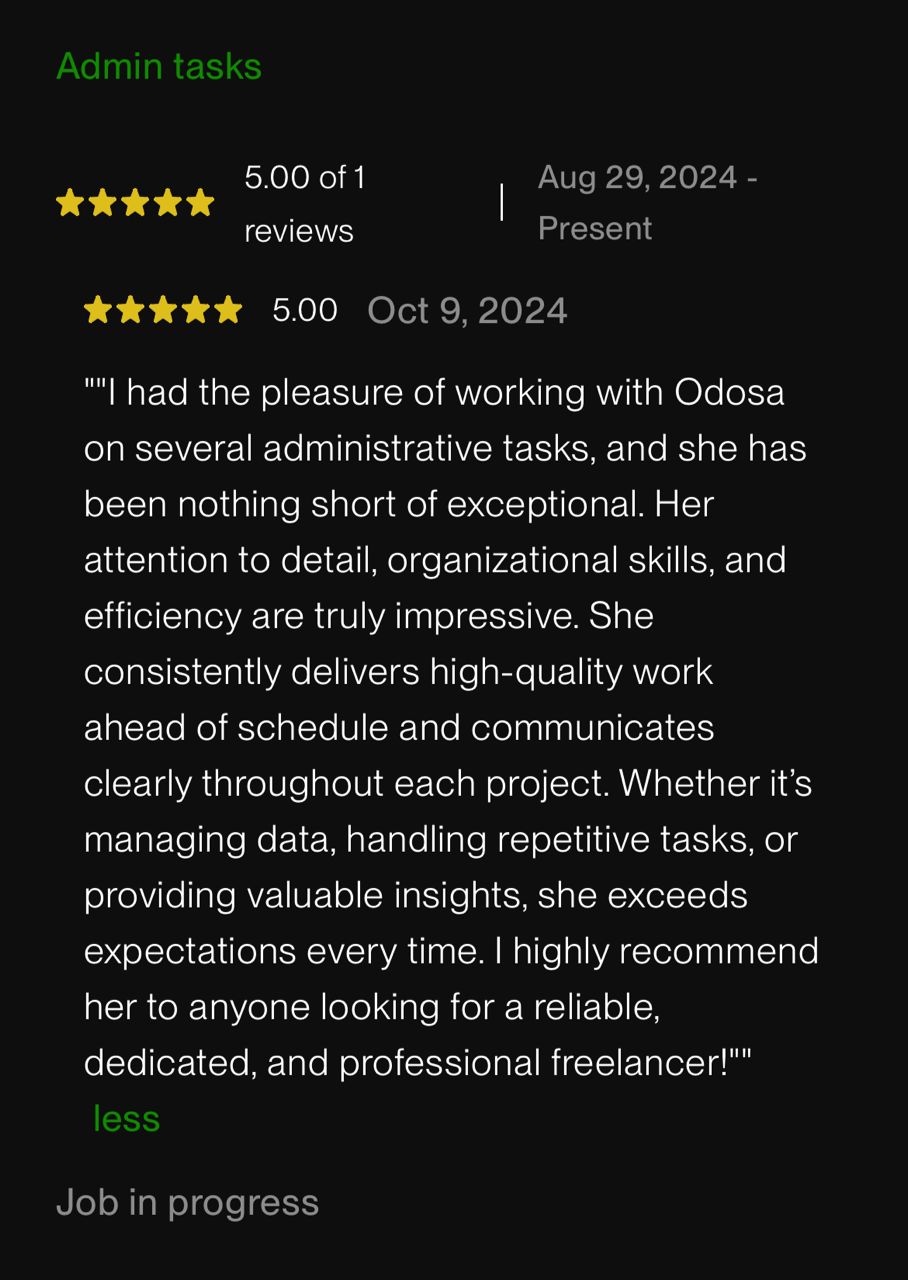 Admin tasks
5.00 of 1
reviews
|
Aug 29, 2024 -
Present
5.00 Oct 9, 2024
""I had the pleasure of working with Odosa
on several administrative tasks, and she has
been nothing short of exceptional. Her
attention to detail, organizational skills, and
efficiency are truly impressive. She
consistently delivers high-quality work
ahead of schedule and communicates
clearly throughout each project. Whether it’s
managing data, handling repetitive tasks, or
providing valuable insights, she exceeds
expectations every time. I highly recommend
her to anyone looking for a reliable,
dedicated, and professional freelancer!""
less
Job in progress